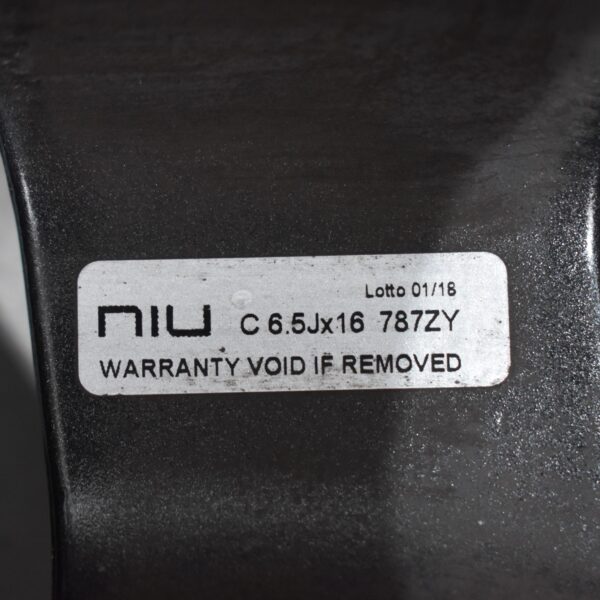 Lotto 01/18
niu C 6.5Jx16 787ZY
WARRANTY VOID IF REMOVED